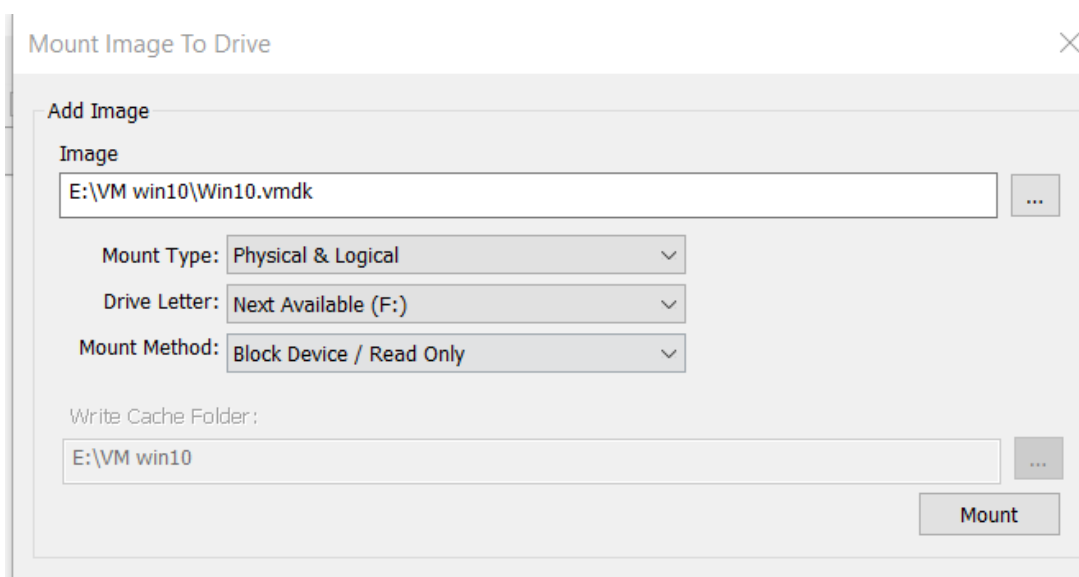 Mount Image To Drive
Add Image
Image
E:\VM win10\Win10.vmdk
...
Mount Type: Physical & Logical
Drive Letter: Next Available (F:)
Mount Method: Block Device / Read Only
Write Cache Folder:
E:\VM win10
...
Mount